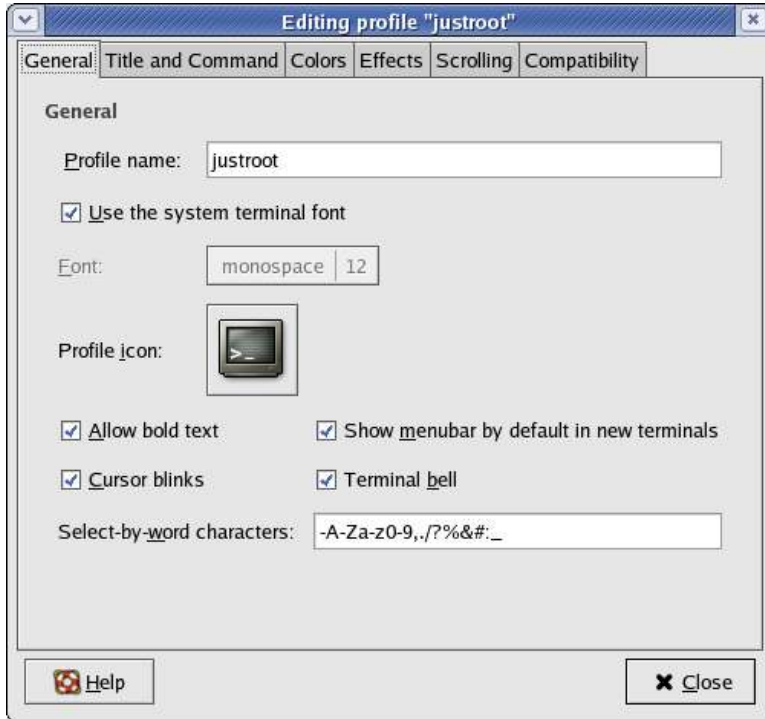 Editing profile "justroot"
General Title and Command Colors Effects Scrolling Compatibility
General
Profile name: justroot
Use the system terminal font
Font: monospace 12
Profile icon: >_
Allow bold text Show menubar by default in new terminals
Cursor blinks Terminal bell
Select-by-word characters: -A-Za-z0-9,./?%&#:_
Help Close